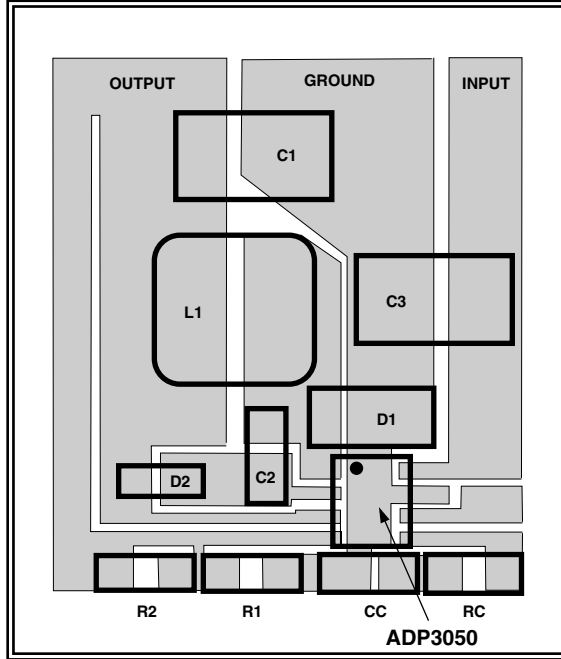 OUTPUT GROUND INPUT
C1
L1 C3
D1
D2 C2
R2 R1 CC RC
ADP3050